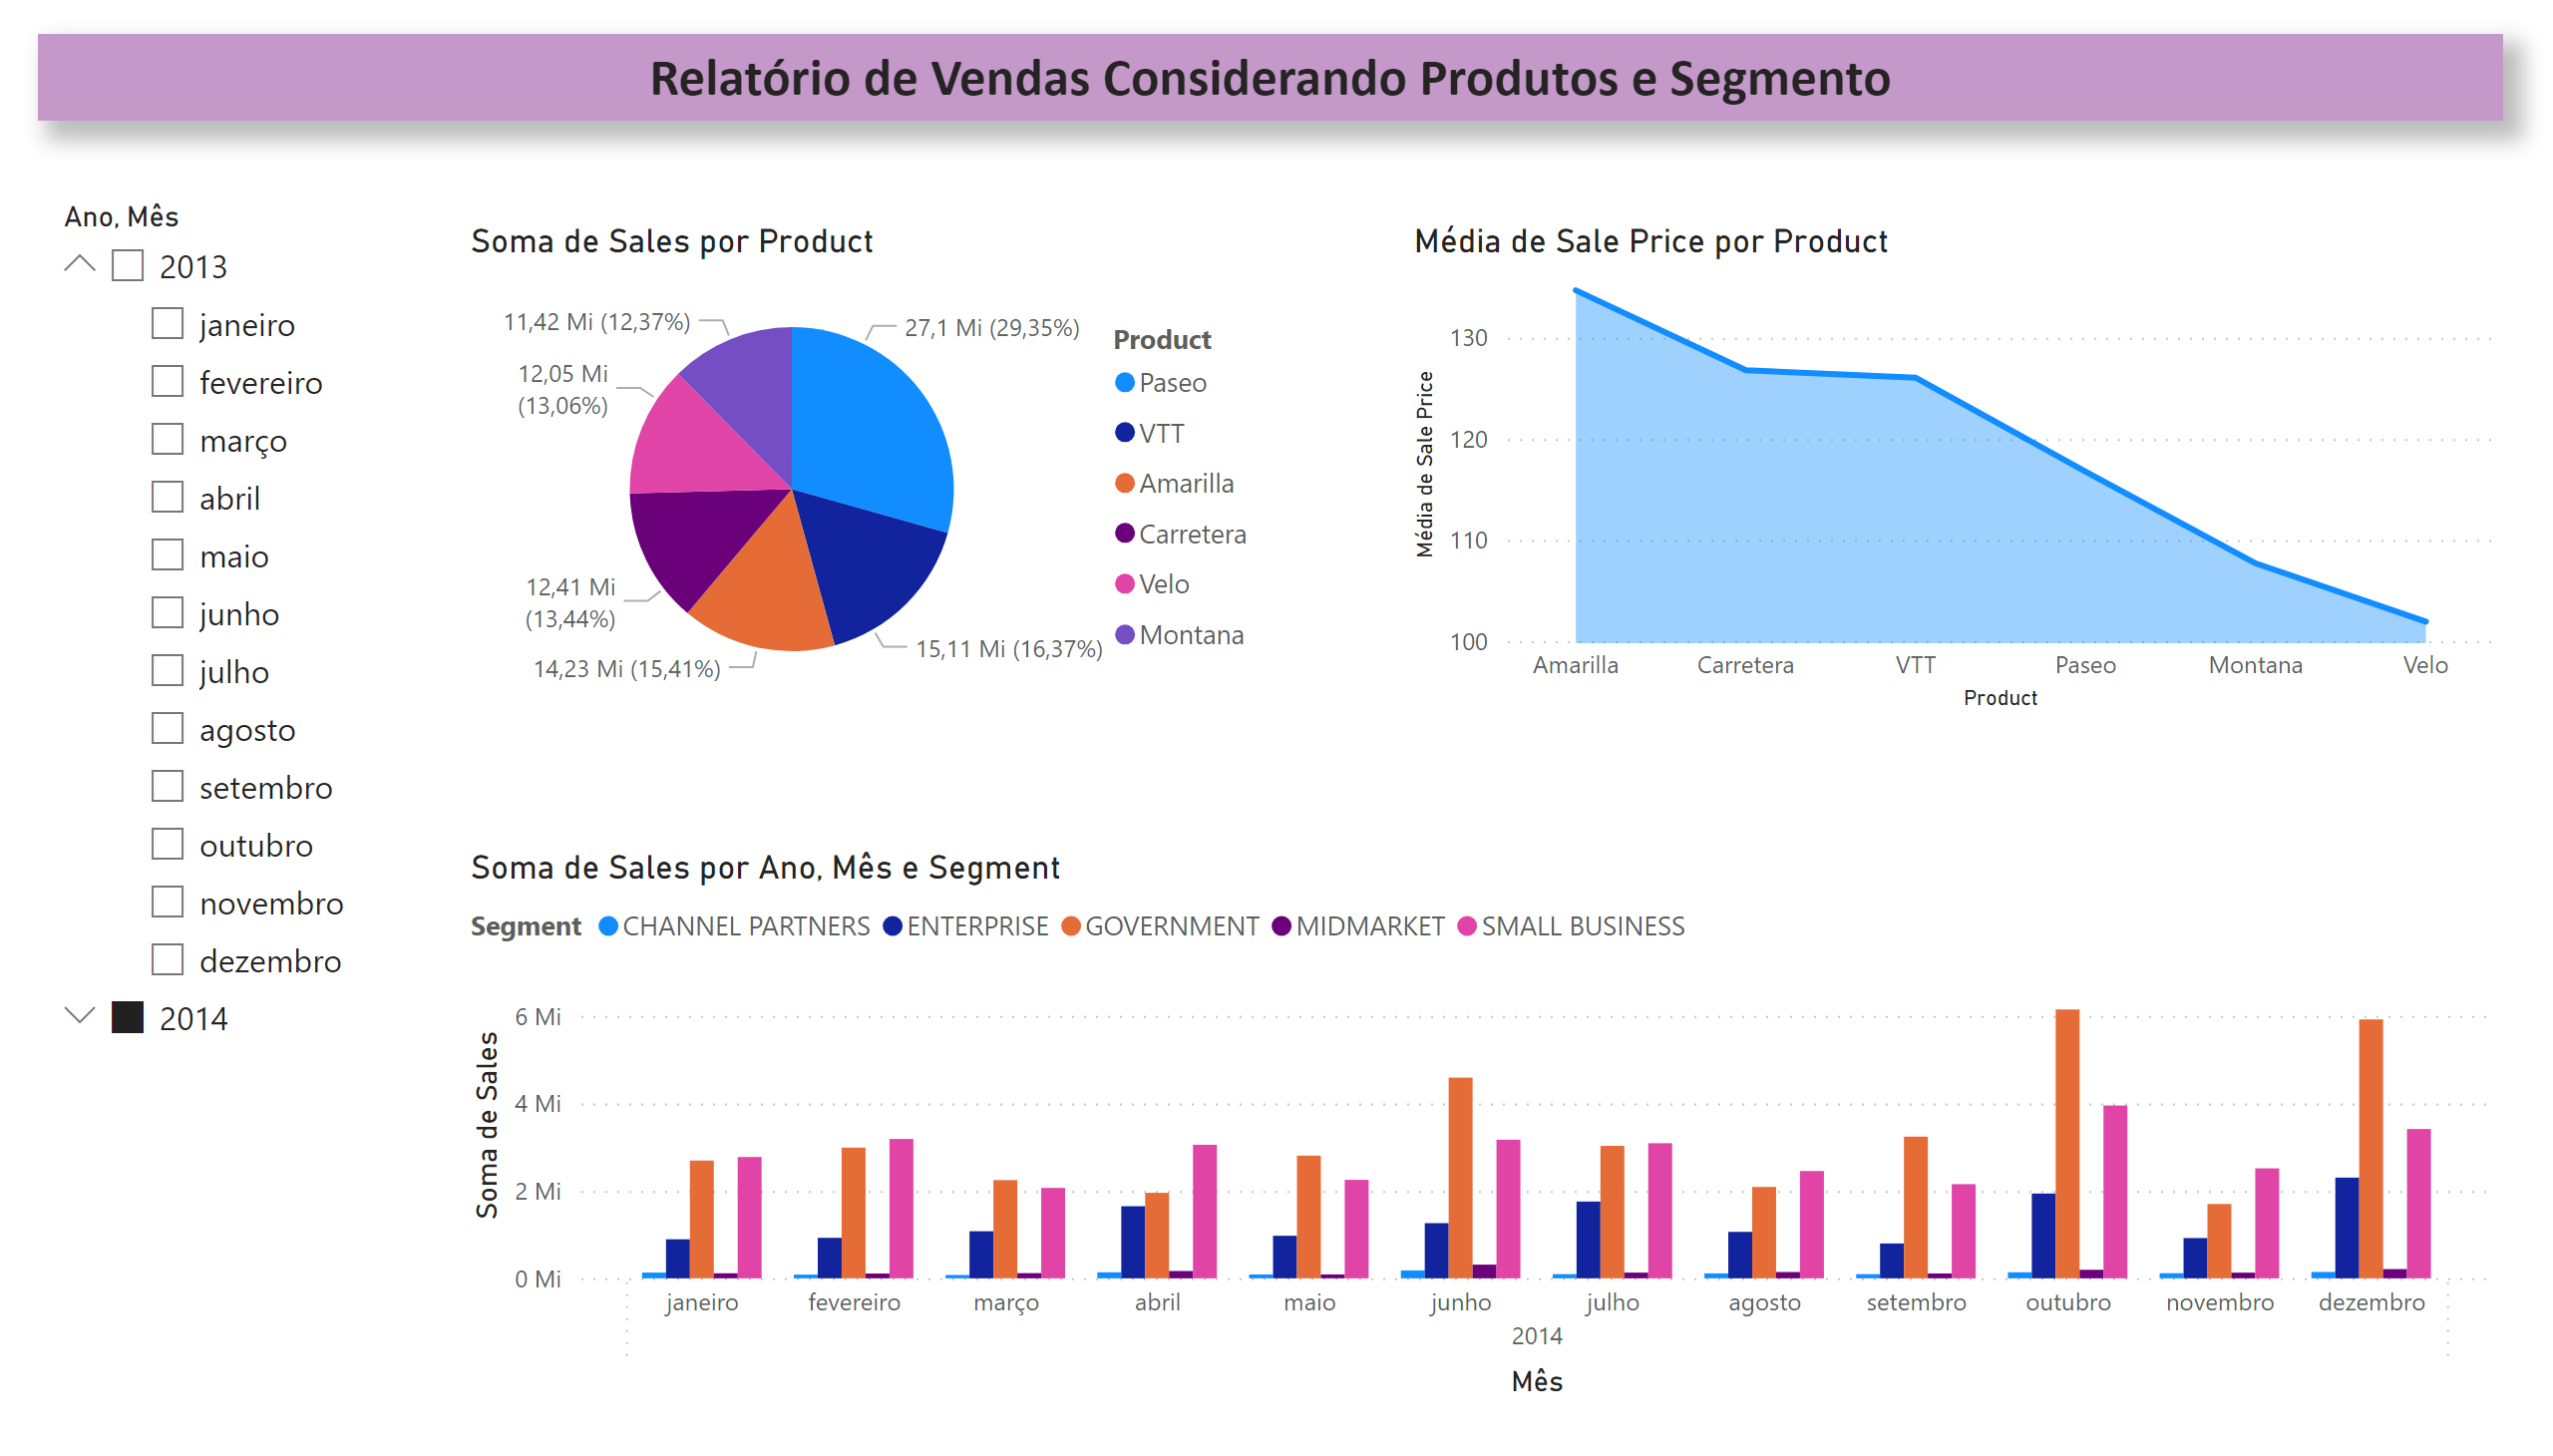 Relatório de Vendas Considerando Produtos e Segmento
Ano, Mês
2013
janeiro
fevereiro
março
abril
maio
junho
julho
agosto
setembro
outubro
novembro
dezembro
2014
Soma de Sales por Product
11,42 Mi (12,37%)
27,1 Mi (29,35%)
12,05 Mi
(13,06%)
12,41 Mi
(13,44%)
14,23 Mi (15,41%)
15,11 Mi (16,37%)
Product
Paseo
VTT
Amarilla
Carretera
Velo
Montana
Média de Sale Price por Product
Média de Sale Price
130
120
110
100
Amarilla Carretera VTT Paseo Montana Velo
Product
Soma de Sales por Ano, Mês e Segment
Segment CHANNEL PARTNERS ENTERPRISE GOVERNMENT MIDMARKET SMALL BUSINESS
Soma de Sales
6 Mi
4 Mi
2 Mi
0 Mi
janeiro fevereiro março abril maio junho julho agosto setembro outubro novembro dezembro
2014
Mês